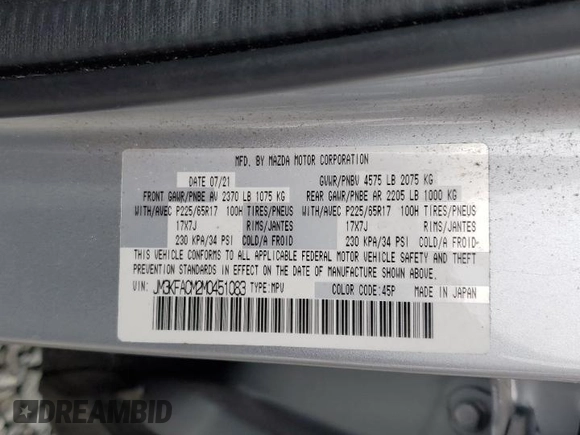 MFD. BY MAZDA MOTOR CORPORATION
DATE 07/21 GVWR/PNBV 4575 LB 2075 KG
FRONT GAWR/PNBE AV 2370 LB 1075 KG REAR GAWR/PNBE AR 2205 LB 1000 KG
WITH/AVEC P225/65R17 100H TIRES/PNEUS WITH/AVEC P225/65R17 100H TIRES/PNEUS
17X7J RIMS/JANTES 17X7J RIMS/JANTES
230 KPA/34 PSI COLD/A FROID 230 KPA/34 PSI COLD/A FROID
THIS VEHICLE CONFORMS TO ALL APPLICABLE FEDERAL MOTOR VEHICLE SAFETY AND THEFT
PREVENTION STANDARDS IN EFFECT ON THE DATE OF MANUFACTURE SHOWN ABOVE.
VIN: JM3KFACM2M0451083 TYPE:MPV COLOR CODE:45P MADE IN JAPAN
DREAMBID